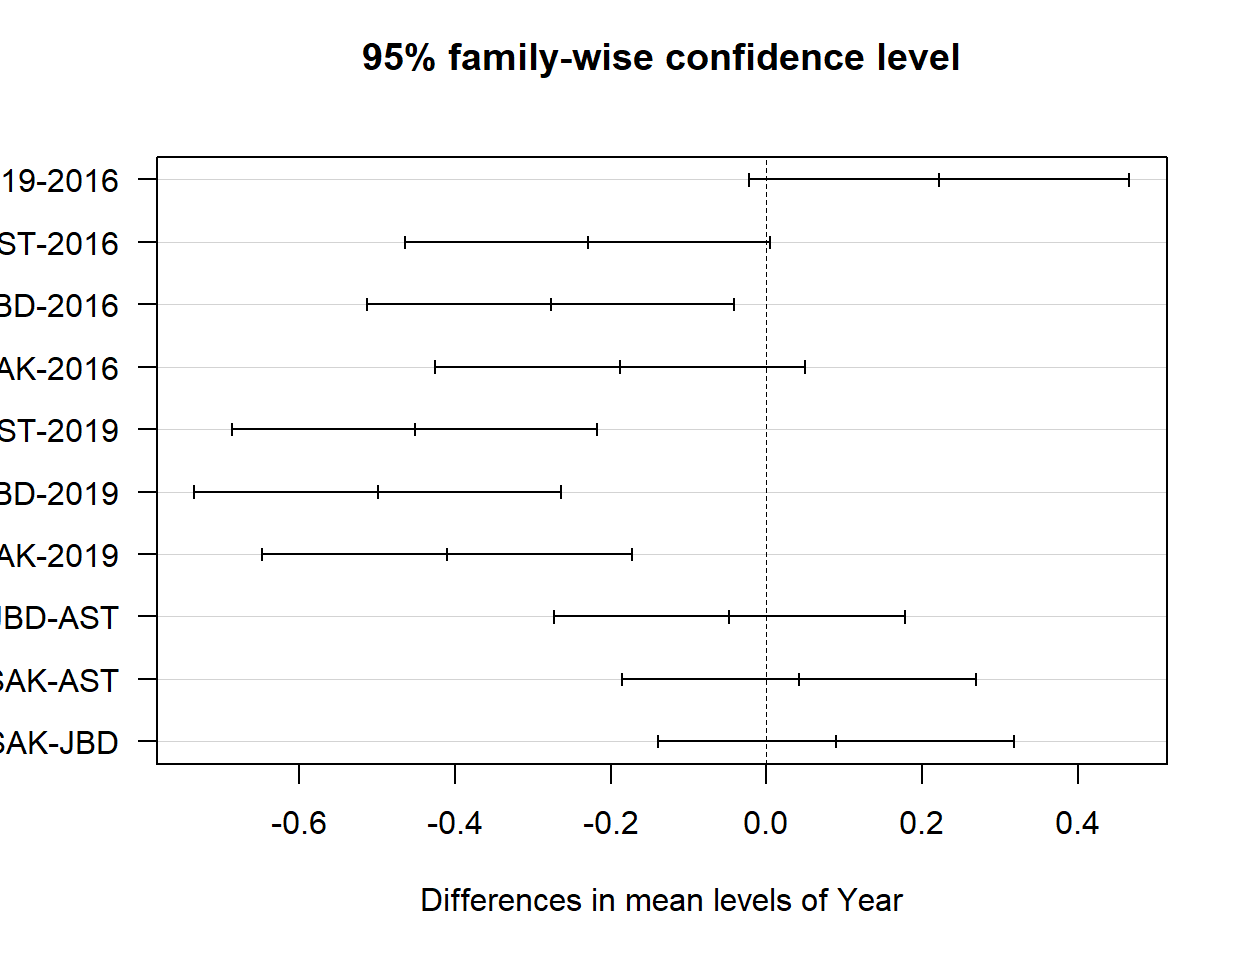 95% family-wise confidence level
19-2016
ST-2016
BD-2016
AK-2016
ST-2019
BD-2019
AK-2019
JBD-AST
SAK-AST
SAK-JBD
-0.6 -0.4 -0.2 0.0 0.2 0.4
Differences in mean levels of Year